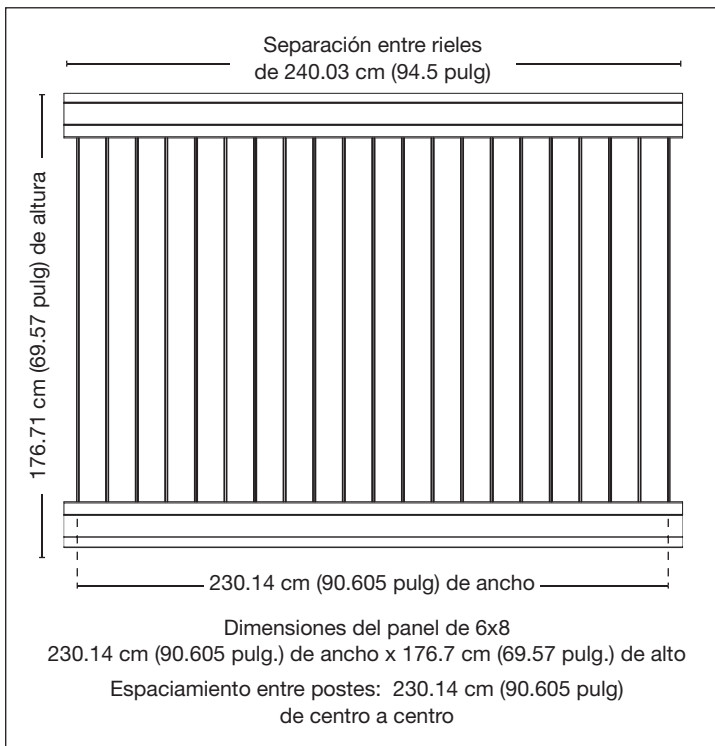 Separación entre rieles
de 240.03 cm (94.5 pulg)
176.71 cm (69.57 pulg) de altura
230.14 cm (90.605 pulg) de ancho
Dimensiones del panel de 6x8
230.14 cm (90.605 pulg.) de ancho x 176.7 cm (69.57 pulg.) de alto
Espaciamiento entre postes: 230.14 cm (90.605 pulg)
de centro a centro